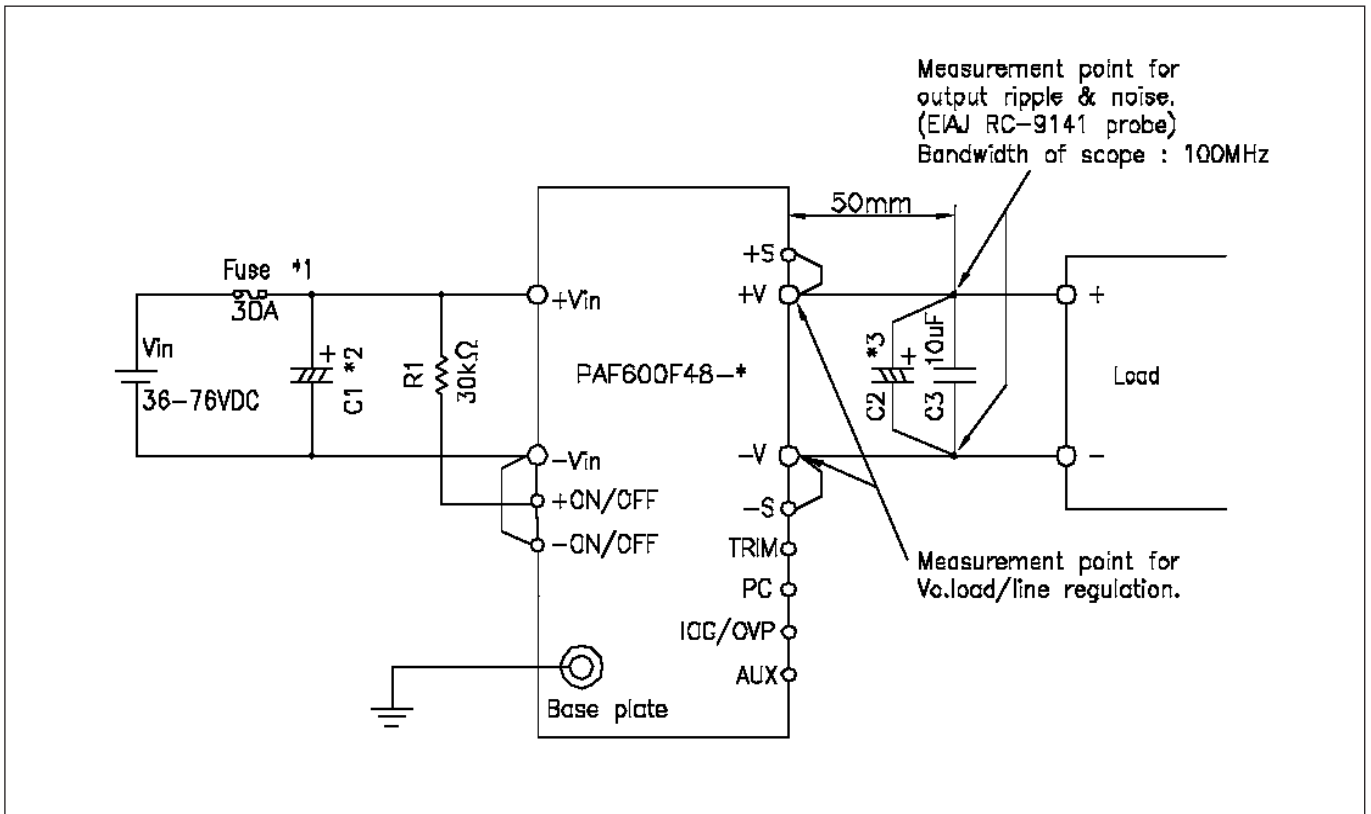 Measurement point for
output ripple & noise.
(EIAJ RC-9141 probe)
Bandwidth of scope : 100MHz
50mm
+S
Fuse *1
30A
+Vin
+V
+
Vin
36-76VDC
+
C1 *2
R1
30kΩ
PAF600F48-*
C2 *3
+
C3 10uF
Load
-Vin
-V
-
+ON/OFF
-S
-ON/OFF
TRIM
Measurement point for
Vo.load/line regulation.
PC
IOG/OVP
AUX
Base plate